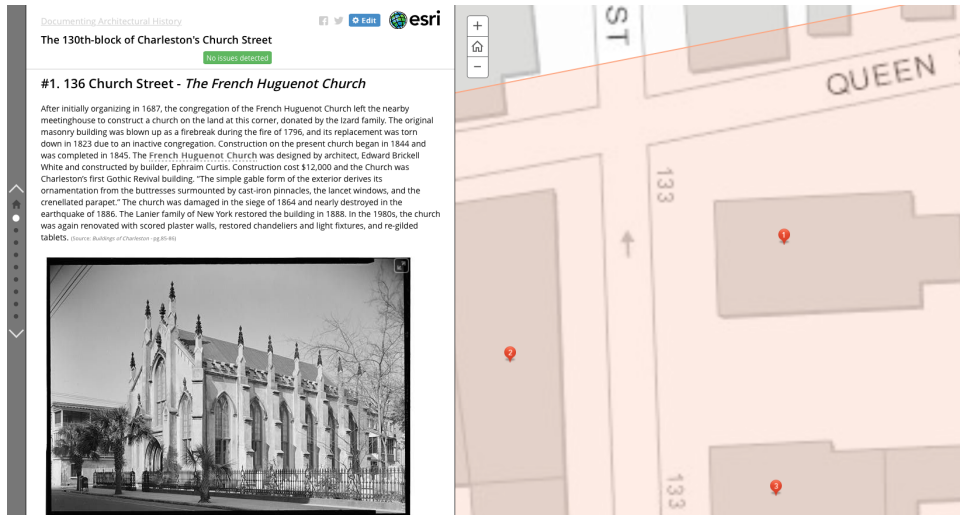 Documenting Architectural History
Edit
esri
The 130th-block of Charleston's Church Street
No issues detected
#1. 136 Church Street - The French Huguenot Church
After initially organizing in 1687, the congregation of the French Huguenot Church left the nearby
meetinghouse to construct a church on the land at this corner, donated by the Izard family. The original
masonry building was blown up as a firebreak during the fire of 1796, and its replacement was torn
down in 1823 due to an inactive congregation. Construction on the present church began in 1844 and
was completed in 1845. The French Huguenot Church was designed by architect, Edward Brickell
White and constructed by builder, Ephraim Curtis. Construction cost $12,000 and the Church was
Charleston's first Gothic Revival building. "The simple gable form of the exterior derives its
ornamentation from the buttresses surmounted by cast-iron pinnacles, the lancet windows, and the
crenellated parapet." The church was damaged in the siege of 1864 and nearly destroyed in the
earthquake of 1886. The Lanier family of New York restored the building in 1888. In the 1980s, the church
was again renovated with scored plaster walls, restored chandeliers and light fixtures, and re-gilded
tablets. (Source: Buildings of Charleston - pg.85-86)
+
-
ST
QUEEN
133
1
2
133
3